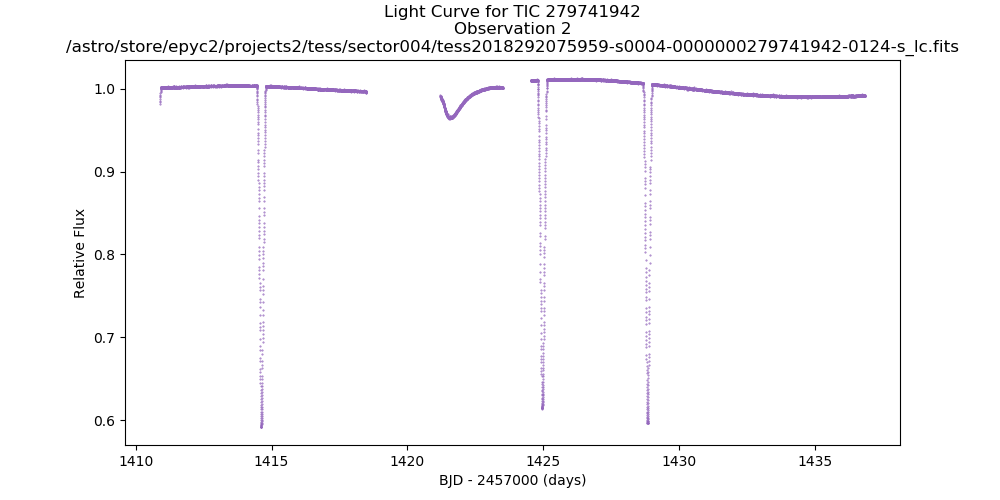 Light Curve for TIC 279741942
Observation 2
/astro/store/epyc2/projects2/tess/sector004/tess2018292075959-s0004-0000000279741942-0124-s_lc.fits
1.0
0.9
0.8
0.7
0.6
Relative Flux
1410
1415
1420
1425
1430
1435
BJD - 2457000 (days)